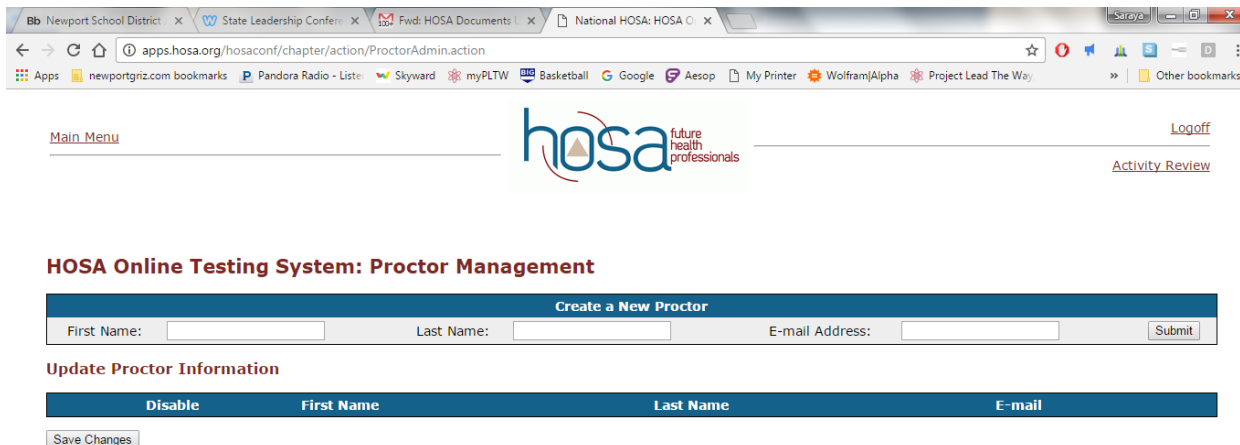 Bb Newport School District
State Leadership Confere
Fwd: HOSA Documents
National HOSA: HOSA O
Saraya
apps.hosa.org/hosaconf/chapter/action/ProctorAdmin.action
Apps newportgriz.com bookmarks Pandora Radio - Liste Skyward myPLTW Basketball Google Aesop My Printer Wolfram|Alpha Project Lead The Way » Other bookmarks
Main Menu
hosa future health professionals
Logoff
Activity Review
HOSA Online Testing System: Proctor Management
Create a New Proctor
First Name: Last Name: E-mail Address: Submit
Update Proctor Information
Disable First Name Last Name E-mail
Save Changes